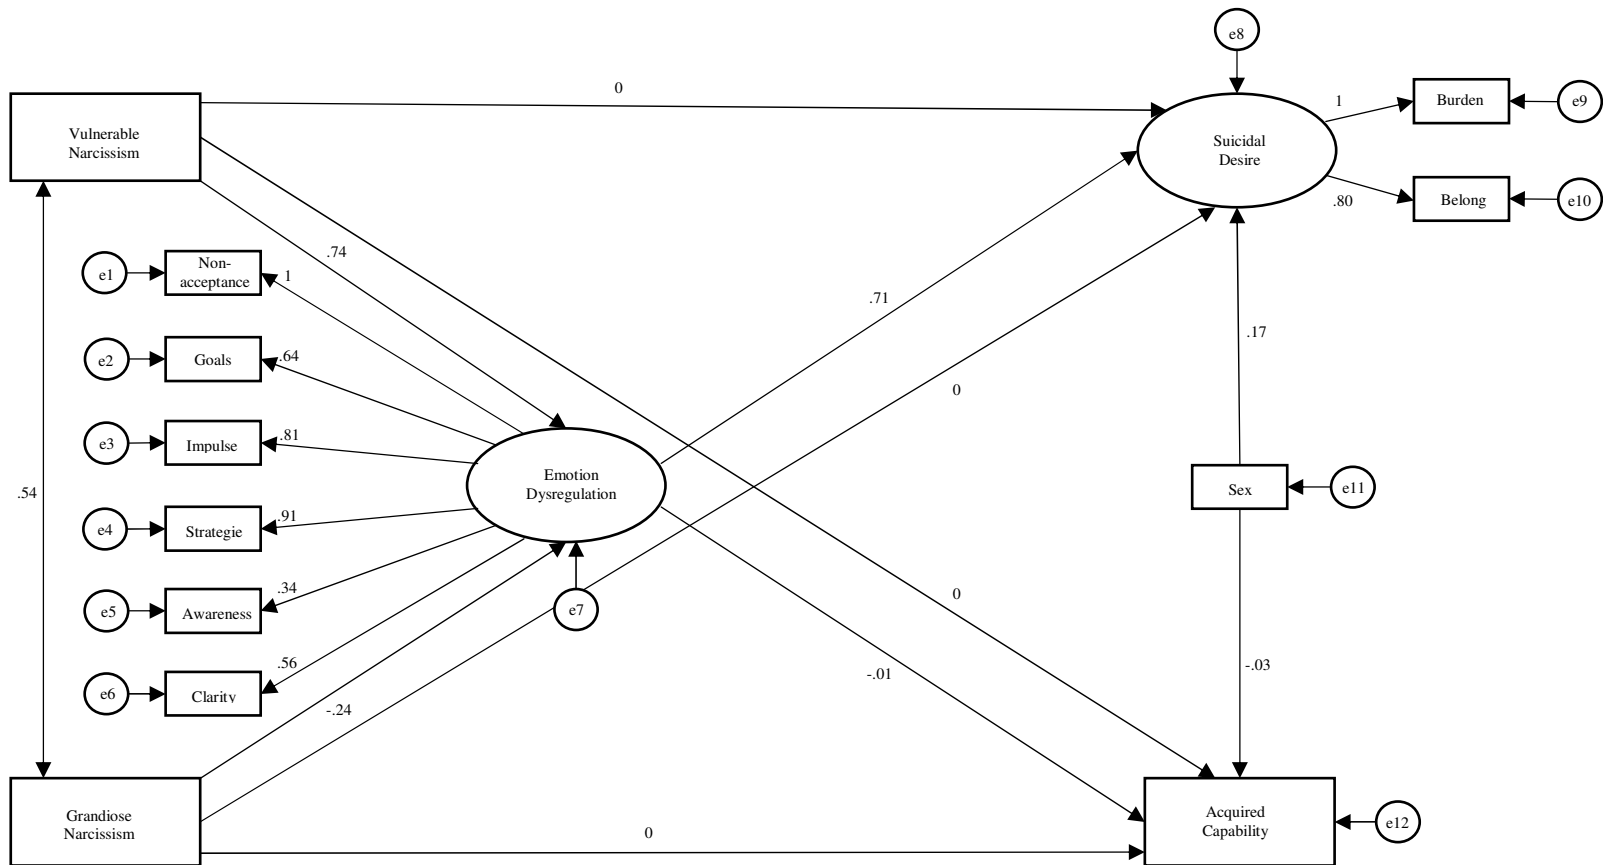 e8
0
Vulnerable
Narcissism
Suicidal
Desire
1
Burden
e9
.80
Belong
e10
.74
e1
Non-
acceptance
1
.71
.17
e2
Goals
.64
0
e3
Impulse
.81
.54
Emotion
Dysregulation
Sex
e11
e4
Strategie
.91
e5
Awareness
.34
e7
0
e6
Clarity
.56
-.24
-.01
-.03
Grandiose
Narcissism
0
Acquired
Capability
e12